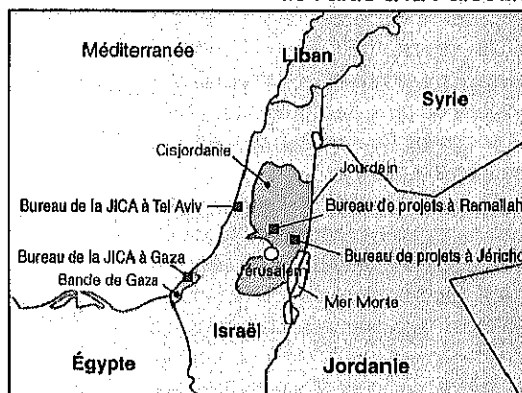 Méditerranée
Liban
Syrie
Cisjordanie
Jourdain
Bureau de la JICA à Tel Aviv
Bureau de projets à Ramallah
Bureau de la JICA à Gaza
Bureau de projets à Jéricho
Jérusalem
Bande de Gaza
Mer Morte
Israël
Égypte
Jordanie